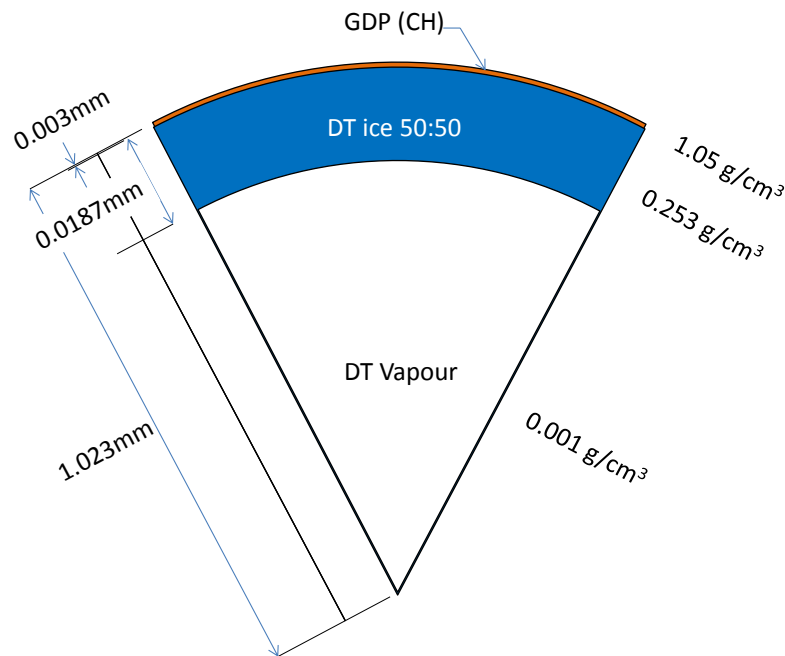 GDP (CH)
DT ice 50:50
0.003mm
0.0187mm
1.05 g/cm³
0.253 g/cm³
DT Vapour
1.023mm
0.001 g/cm³